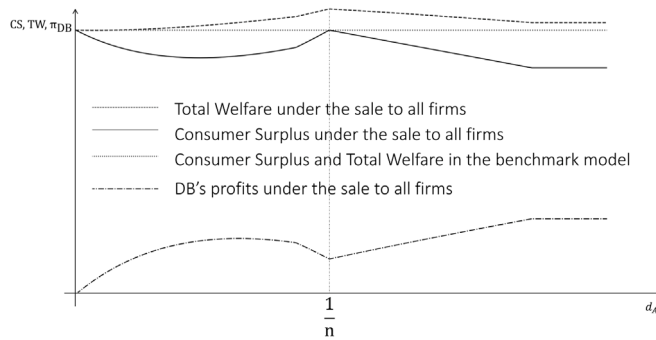 CS, TW, π_DB
Total Welfare under the sale to all firms
Consumer Surplus under the sale to all firms
Consumer Surplus and Total Welfare in the benchmark model
DB's profits under the sale to all firms
1
n
d_A